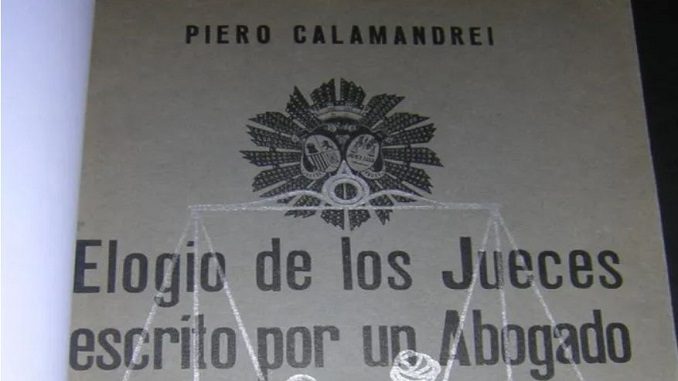 PIERO CALAMANDREI
Elogio de los Jueces
escrito por un Abogado